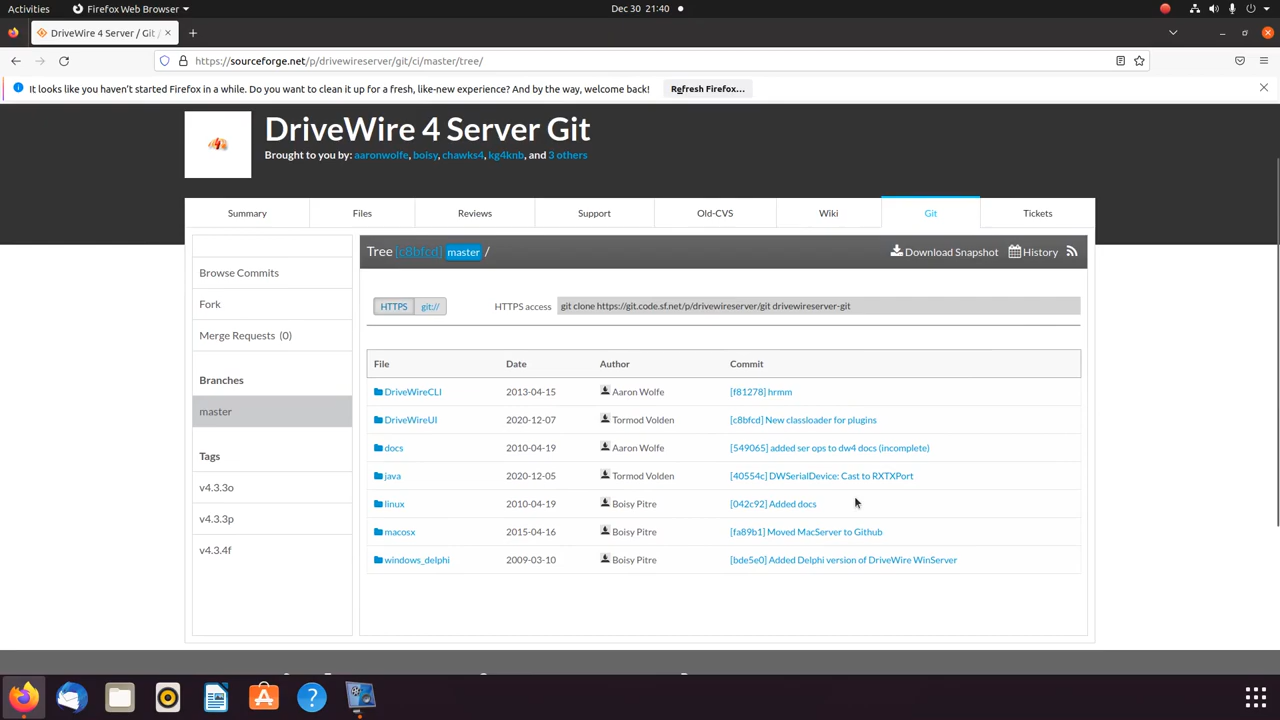 Activities Firefox Web Browser Dec 30 21:40
DriveWire 4 Server / Git /
https://sourceforge.net/p/drivewireserver/git/ci/master/tree/
It looks like you haven't started Firefox in a while. Do you want to clean it up for a fresh, like-new experience? And by the way, welcome back! Refresh Firefox...
DriveWire 4 Server Git
Brought to you by: aaronwolfe, boisy, chawks4, kg4knb, and 3 others
Summary Files Reviews Support Old-CVS Wiki Git Tickets
Tree [c8bfcd] master / Download Snapshot History
Browse Commits
Fork
Merge Requests (0)
Branches
master
Tags
v4.3.3o
v4.3.3p
v4.3.4f
HTTPS git:// HTTPS access git clone https://git.code.sf.net/p/drivewireserver/git drivewireserver-git
File Date Author Commit
DriveWireCLI 2013-04-15 Aaron Wolfe [f81278] hrmm
DriveWireUI 2020-12-07 Tormod Volden [c8bfcd] New classloader for plugins
docs 2010-04-19 Aaron Wolfe [549065] added ser ops to dw4 docs (incomplete)
java 2020-12-05 Tormod Volden [40554c] DWSerialDevice: Cast to RXTXPort
linux 2010-04-19 Boisy Pitre [042c92] Added docs
macosx 2015-04-16 Boisy Pitre [fa89b1] Moved MacServer to Github
windows_delphi 2009-03-10 Boisy Pitre [bde5e0] Added Delphi version of DriveWire WinServer